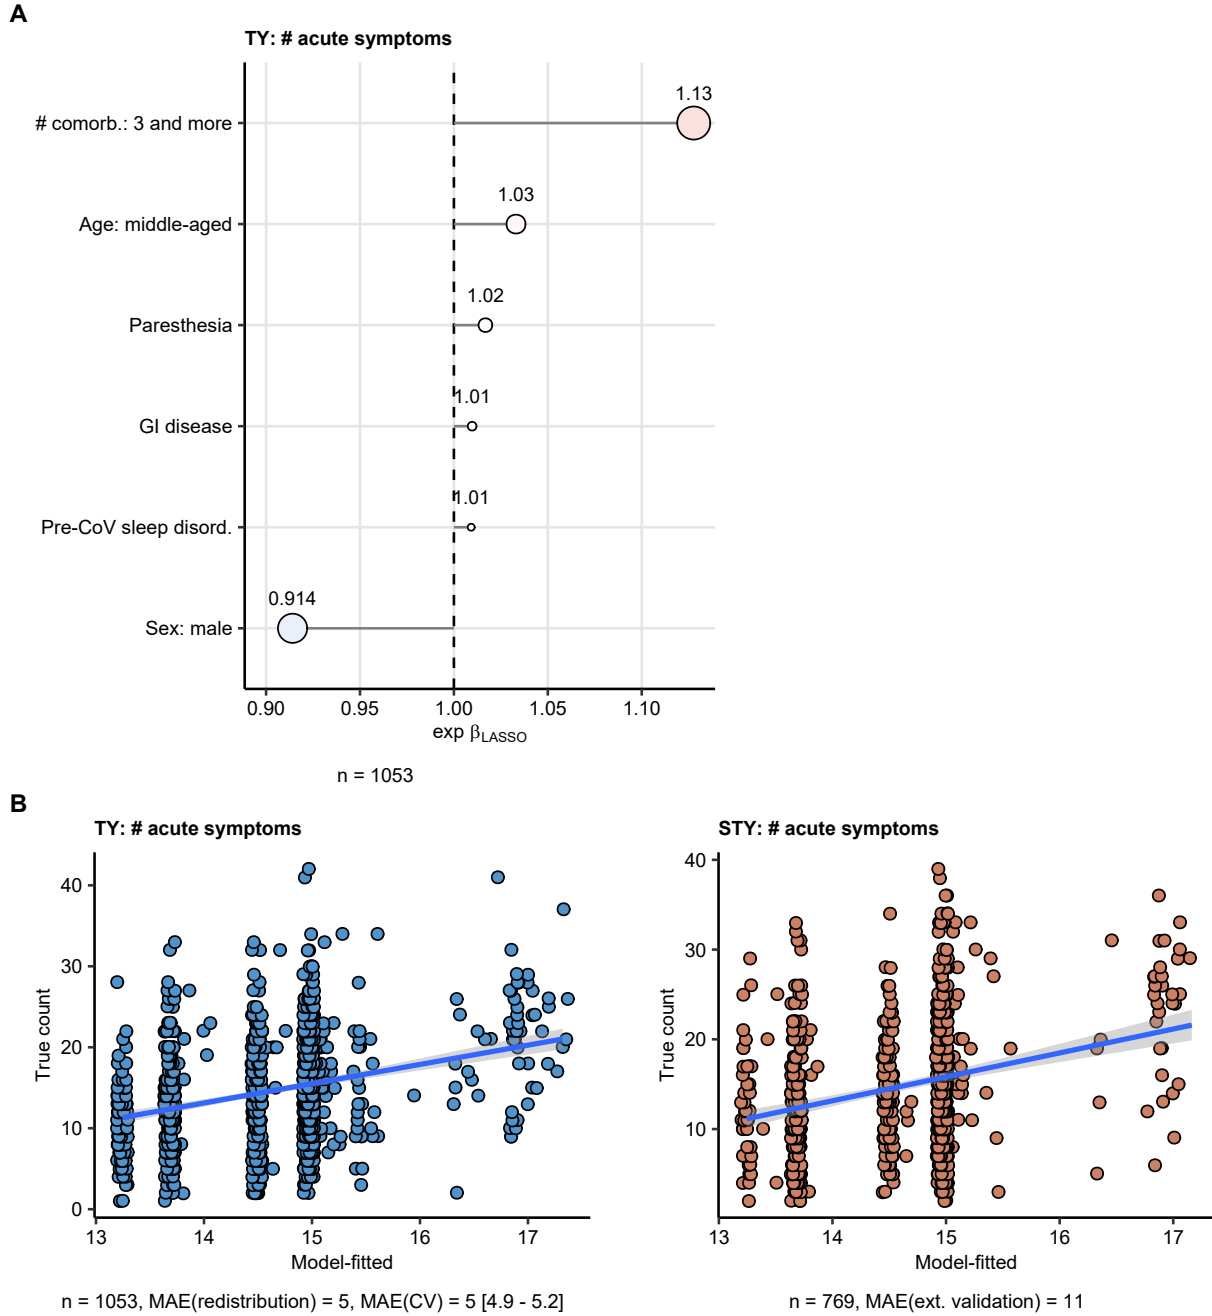 A
TY: # acute symptoms
# comorb.: 3 and more
1.13
Age: middle-aged
1.03
Paresthesia
1.02
GI disease
1.01
Pre-CoV sleep disord.
1.01
Sex: male
0.914
0.90 0.95 1.00 1.05 1.10
exp βLASSO
n = 1053
B
TY: # acute symptoms
True count
40
30
20
10
0
13 14 15 16 17
Model-fitted
n = 1053, MAE(redistribution) = 5, MAE(CV) = 5 [4.9 - 5.2]
STY: # acute symptoms
True count
40
30
20
10
13 14 15 16 17
Model-fitted
n = 769, MAE(ext. validation) = 11